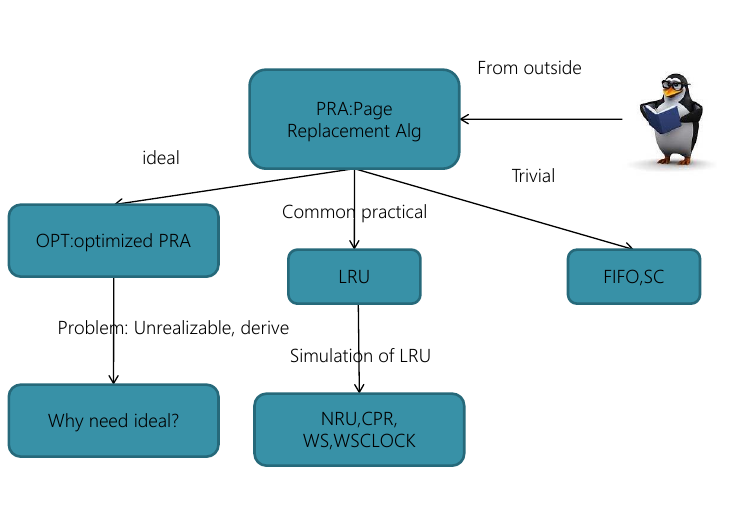 From outside
PRA:Page
Replacement Alg
ideal
Trivial
Common practical
OPT:optimized PRA
LRU
FIFO,SC
Problem: Unrealizable, derive
Simulation of LRU
Why need ideal?
NRU,CPR,
WS,WSCLOCK